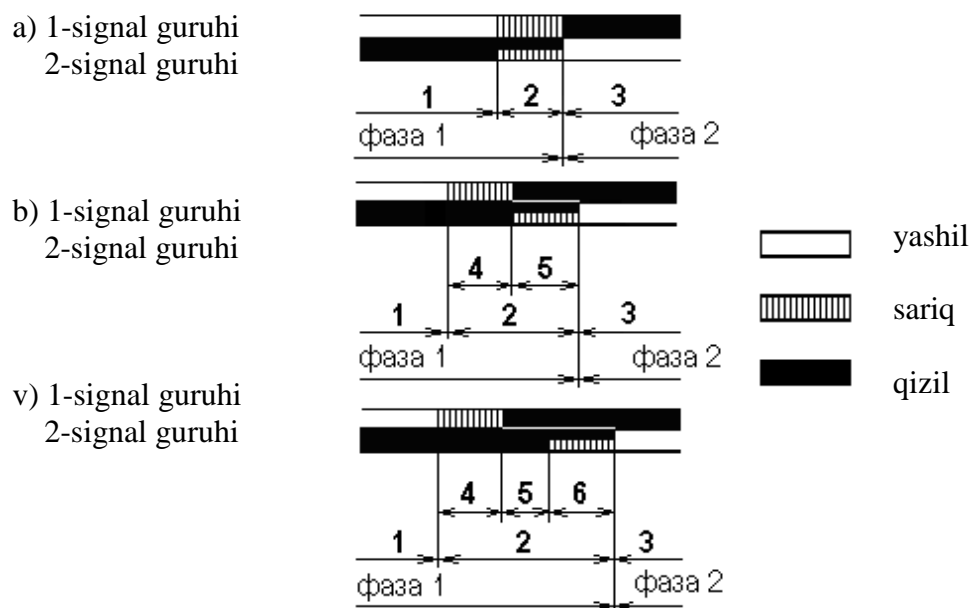 a) 1-signal guruhi
2-signal guruhi
1 2 3
фаза 1 фаза 2
b) 1-signal guruhi
2-signal guruhi
4 5
1 2 3
фаза 1 фаза 2
v) 1-signal guruhi
2-signal guruhi
4 5 6
1 2 3
фаза 1 фаза 2
yashil
sariq
qizil